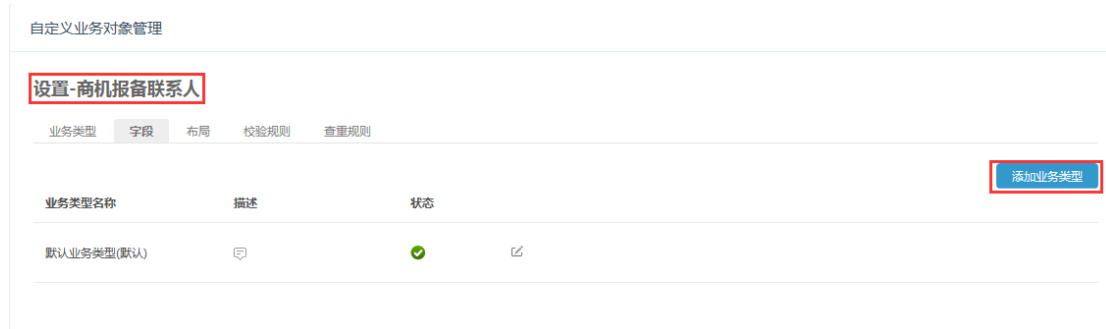 自定义业务对象管理
设置-商机报备联系人
业务类型 字段 布局 校验规则 查重规则
添加业务类型
业务类型名称 描述 状态
默认业务类型(默认)